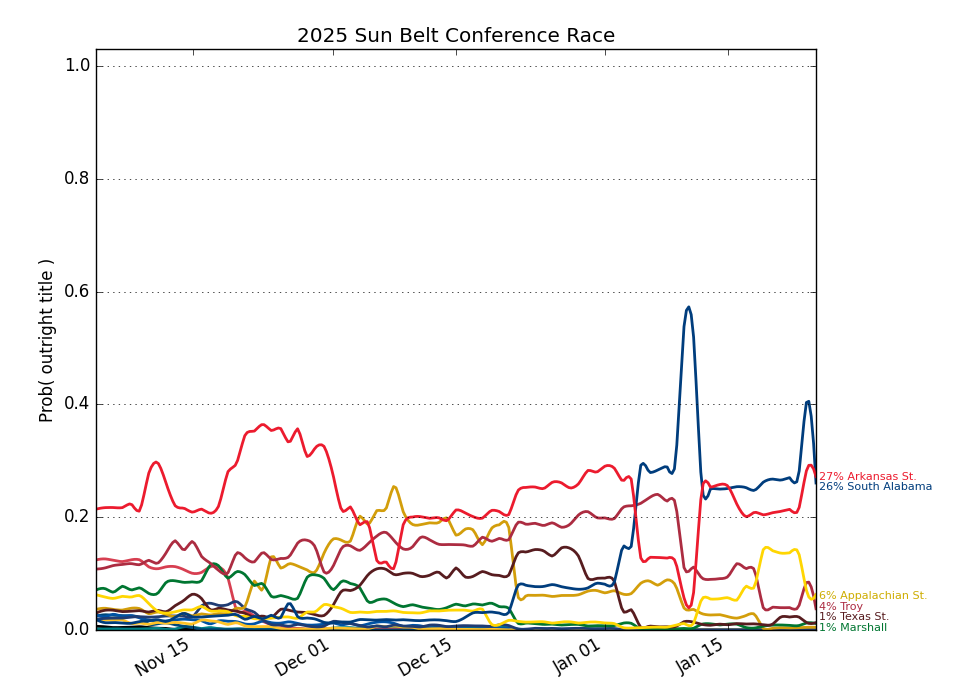 2025 Sun Belt Conference Race
Prob( outright title )
1.0
0.8
0.6
0.4
0.2
0.0
27% Arkansas St.
26% South Alabama
6% Appalachian St.
4% Troy
1% Texas St.
1% Marshall
Nov 15
Dec 01
Dec 15
Jan 01
Jan 15